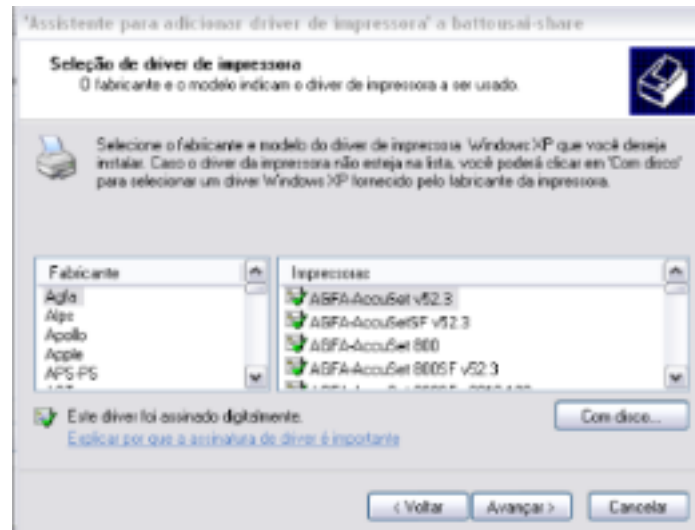 'Assistente para adicionar driver de impressora' a battousai-share
Seleção de driver de impressora
O fabricante e o modelo indicam o driver de impressora a ser usado.
Selecione o fabricante e modelo do driver de impressora Windows XP que você deseja
instalar. Caso o driver da impressora não esteja na lista, você poderá clicar em 'Com disco'
para selecionar um driver Windows XP fornecido pelo fabricante da impressora.
Fabricante
Agfa
Alps
Apollo
Apple
APS-PS
Impressoras
AGFA-AccuSet v52.3
AGFA-AccuSetSF v52.3
AGFA-AccuSet 800
AGFA-AccuSet 800SF v52.3
Este driver foi assinado digitalmente.
Com disco...
Explicar por que a assinatura de driver é importante
< Voltar
Avançar >
Cancelar